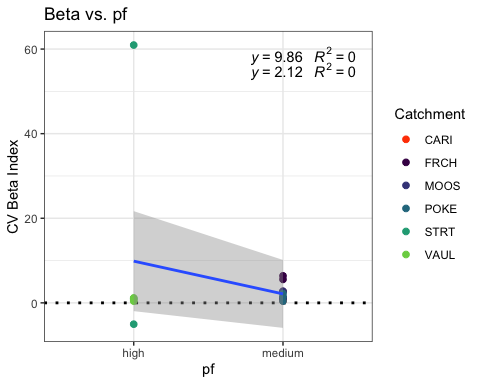 Beta vs. pf
y = 9.86 R² = 0
y = 2.12 R² = 0
60
40
20
0
CV Beta Index
high medium
pf
Catchment
CARI
FRCH
MOOS
POKE
STRT
VAUL